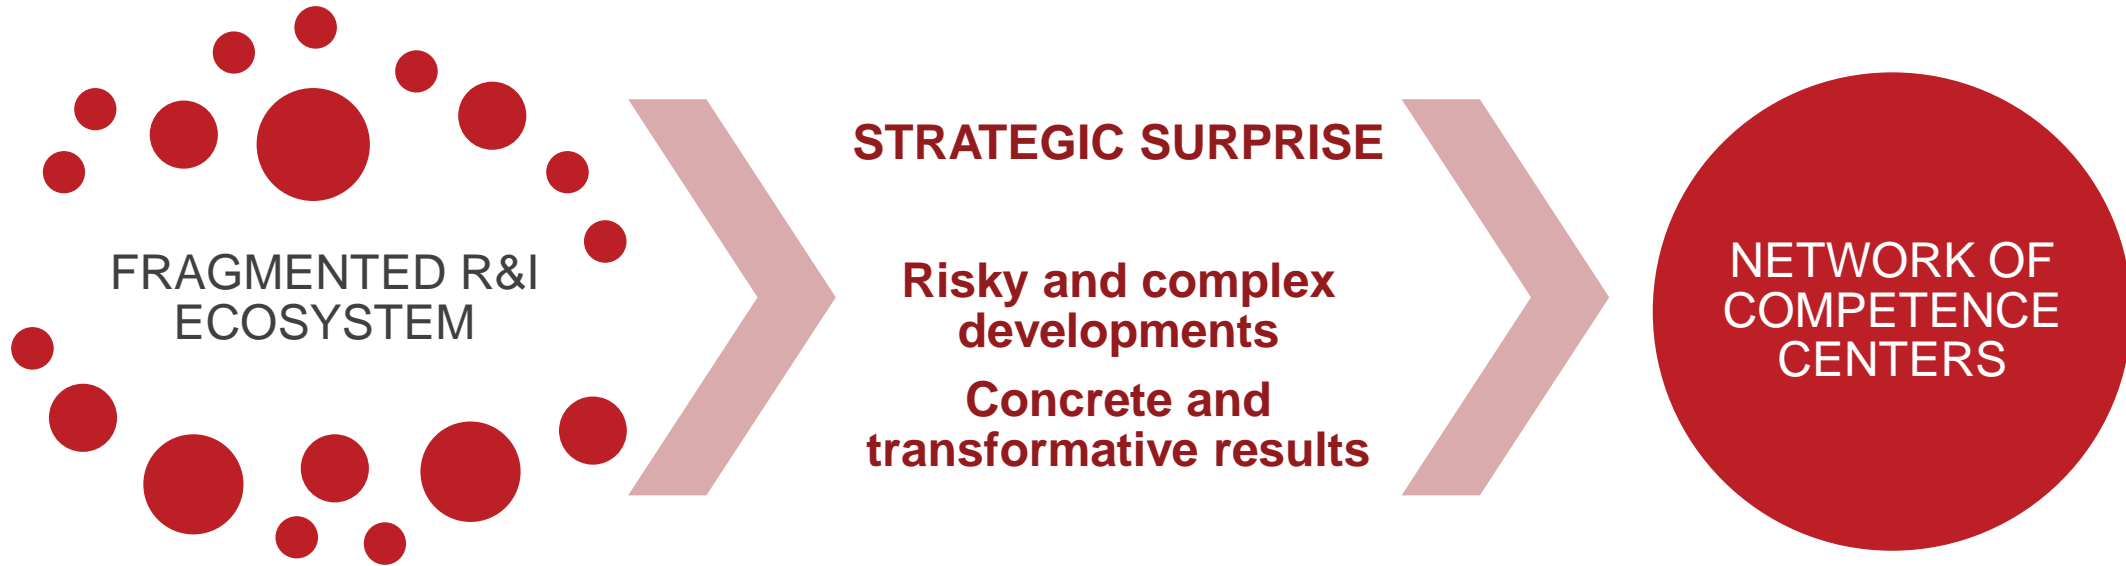 FRAGMENTED R&I
ECOSYSTEM
STRATEGIC SURPRISE
Risky and complex
developments
Concrete and
transformative results
NETWORK OF
COMPETENCE
CENTERS